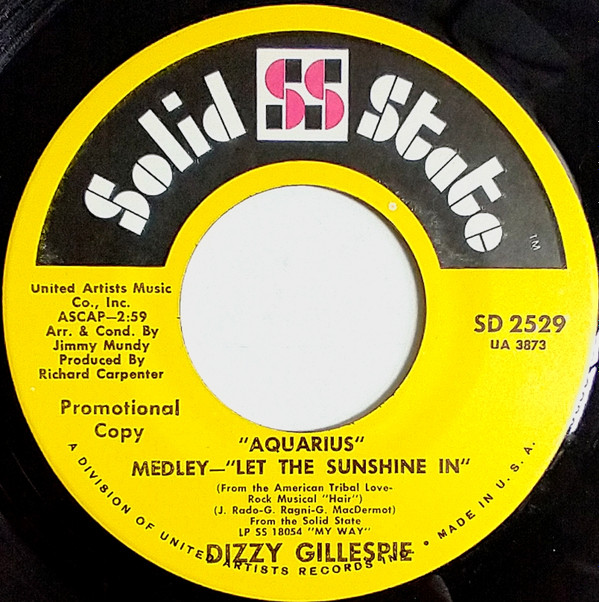 Solid SS State
TM
United Artists Music
Co., Inc.
ASCAP—2:59
Arr. & Cond. By
Jimmy Mundy
Produced By
Richard Carpenter
SD 2529
UA 3873
Promotional
Copy
"AQUARIUS"
MEDLEY—"LET THE SUNSHINE IN"
(From the American Tribal Love-
Rock Musical "Hair")
(J. Rado-G. Ragni-G. MacDermot)
From the Solid State
LP SS 18054 "MY WAY"
DIZZY GILLESPIE
A DIVISION OF UNITED ARTISTS RECORDS INC. • MADE IN U. S. A.